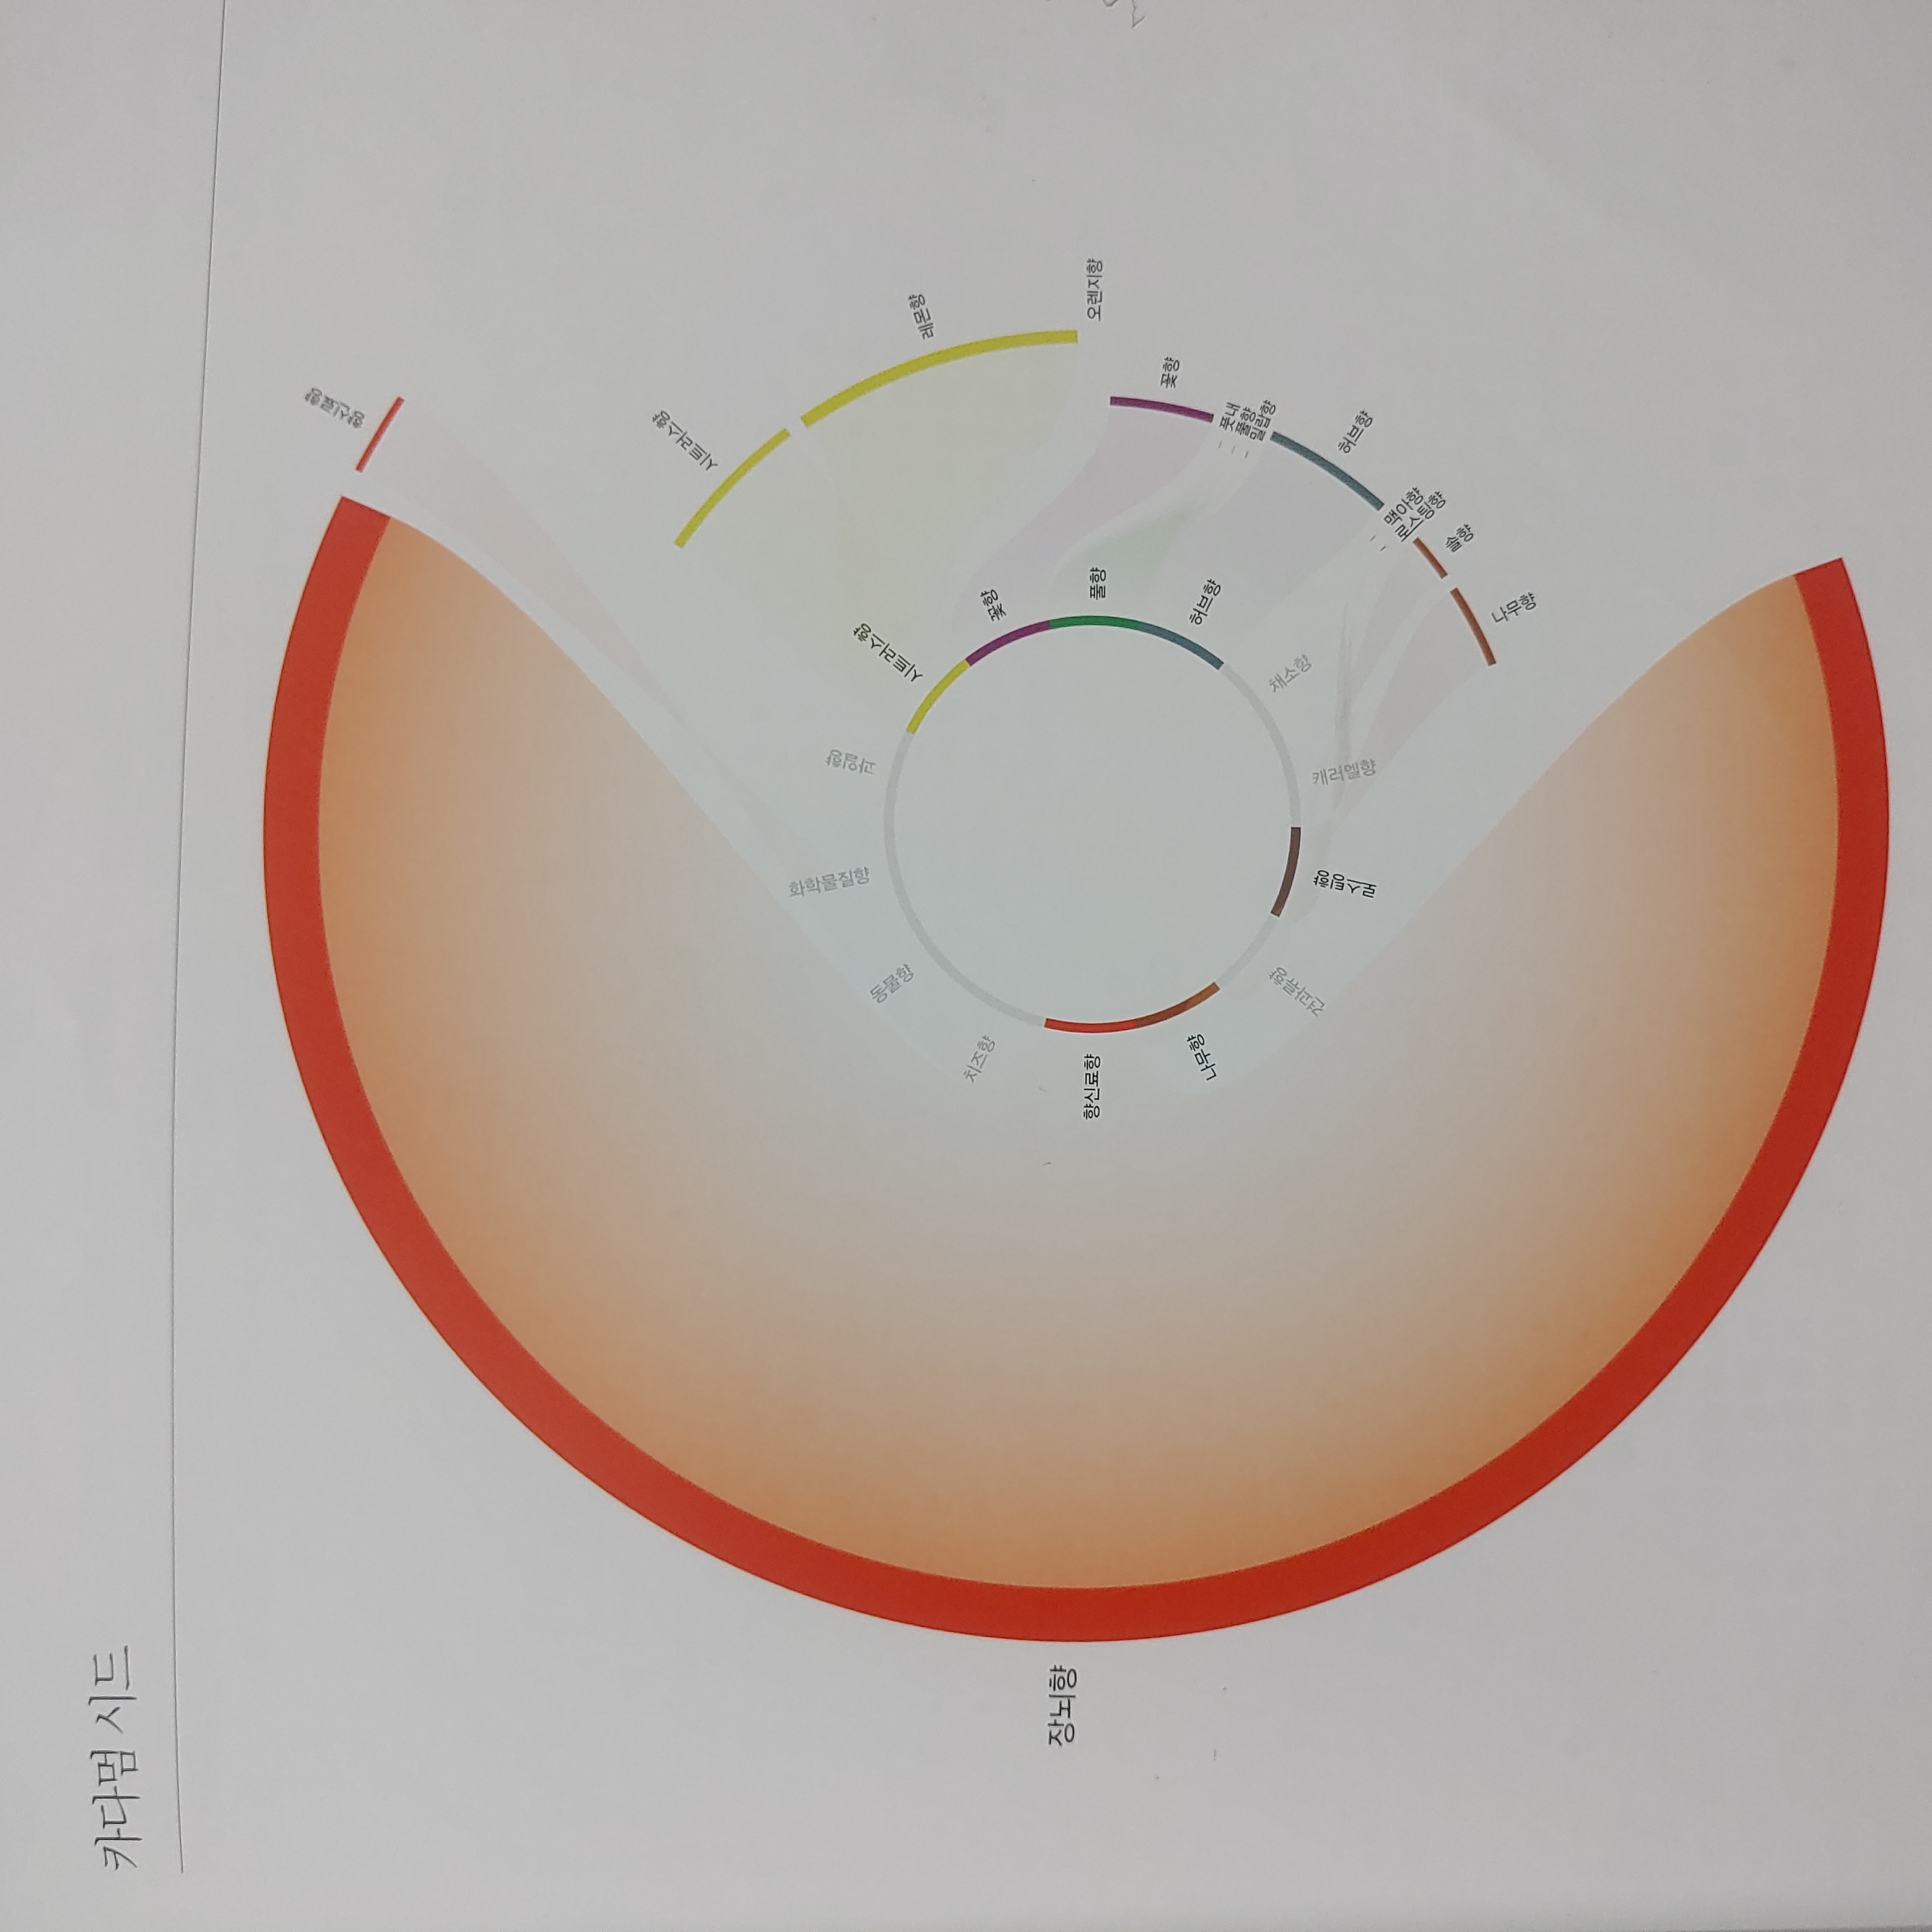 카다멈 시드
향신료향
시트러스향
레몬향
오렌지향
꽃향
풋내
풀향
밀랍향
허브향
맥아향
로스팅향
솔향
나무향
장뇌향
화학물질향
과일향
시트러스향
꽃향
풀향
허브향
채소향
캐러멜향
로스팅향
견과류향
나무향
향신료향
치즈향
동물향